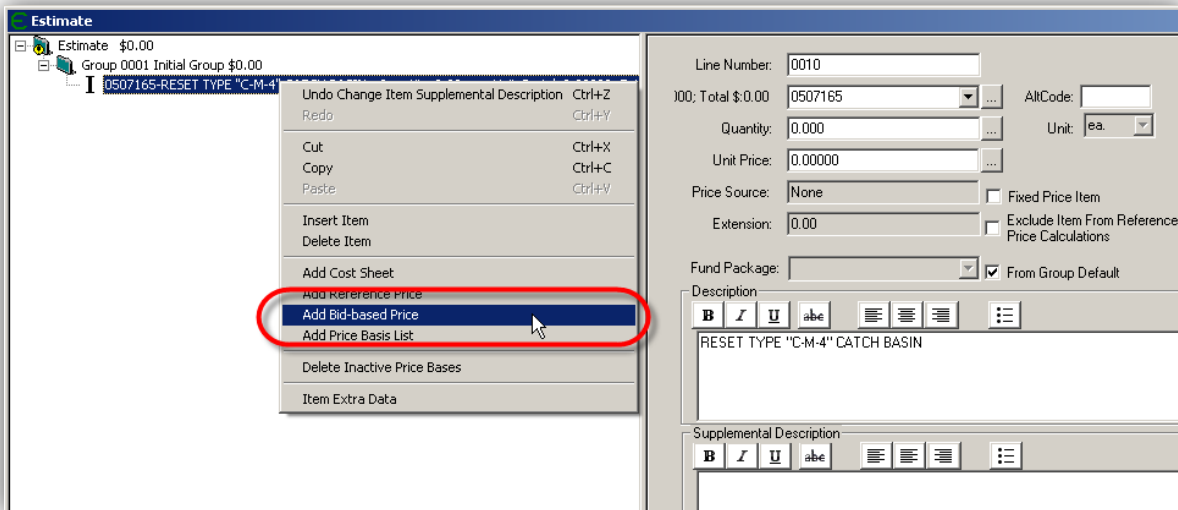 Estimate
Estimate $0.00
Group 0001 Initial Group $0.00
0507165-RESET TYPE "C-M-4"
Undo Change Item Supplemental Description Ctrl+Z
Redo Ctrl+Y
Cut Ctrl+X
Copy Ctrl+C
Paste Ctrl+V
Insert Item
Delete Item
Add Cost Sheet
Add Reference Price
Add Bid-based Price
Add Price Basis List
Delete Inactive Price Bases
Item Extra Data
Line Number: 0010
)00; Total $:0.00 0507165 ... AltCode:
Quantity: 0.000 ... Unit: ea.
Unit Price: 0.00000 ...
Price Source: None Fixed Price Item
Extension: 0.00 Exclude Item From Reference
Price Calculations
Fund Package: From Group Default
Description
B I U abc
RESET TYPE "C-M-4" CATCH BASIN
Supplemental Description
B I U abc